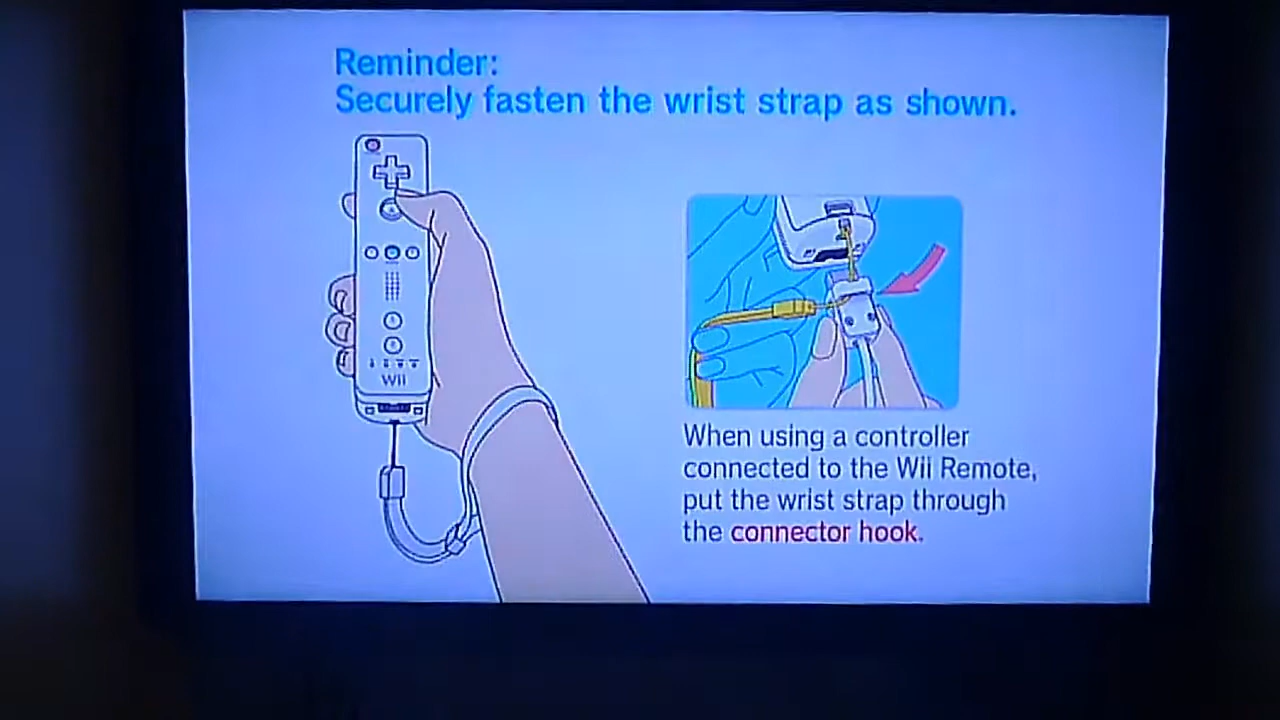 Reminder:
Securely fasten the wrist strap as shown.
Wii
When using a controller
connected to the Wii Remote,
put the wrist strap through
the connector hook.